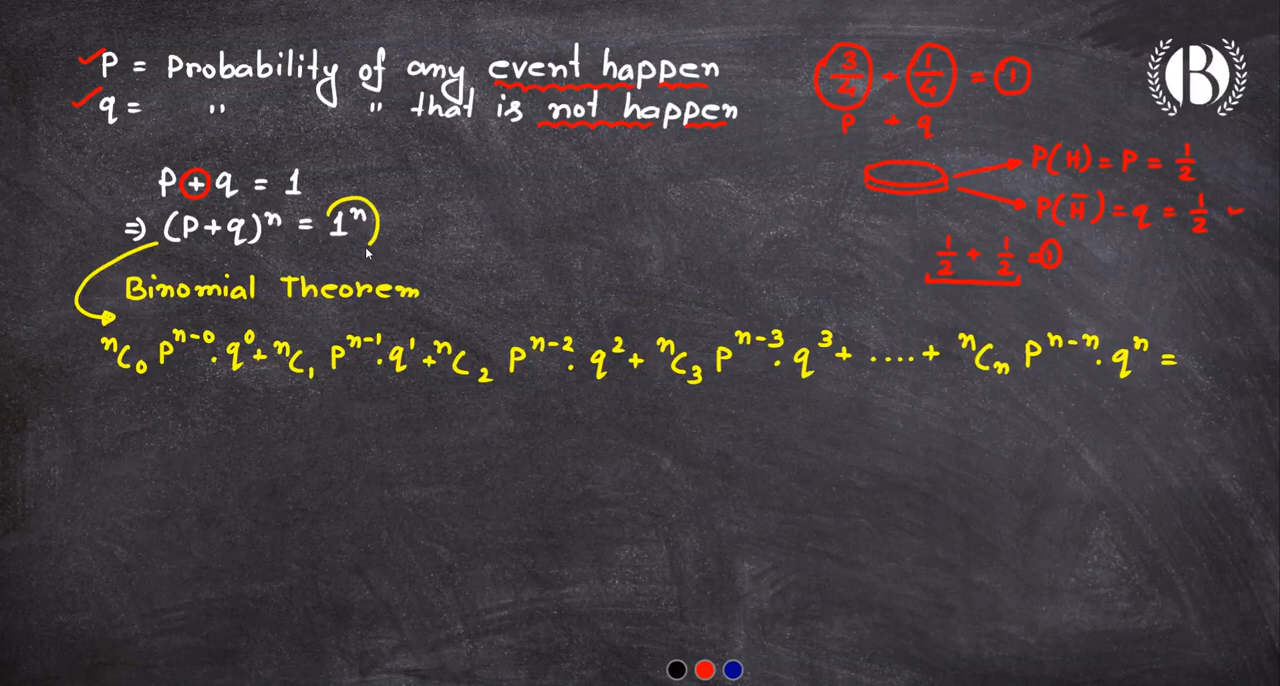 P = Probability of any event happen
q = " " that is not happen
P + q = 1
⇒ (P+q)ⁿ = 1ⁿ
Binomial Theorem
ⁿC₀ Pⁿ⁻⁰·q⁰ + ⁿC₁ Pⁿ⁻¹·q¹ + ⁿC₂ Pⁿ⁻²·q² + ⁿC₃ Pⁿ⁻³·q³ + .... + ⁿCₙ Pⁿ⁻ⁿ·qⁿ =
3/4 + 1/4 = 1
P + q
P(H) = P = 1/2
P(H̅) = q = 1/2
1/2 + 1/2 = 1
B